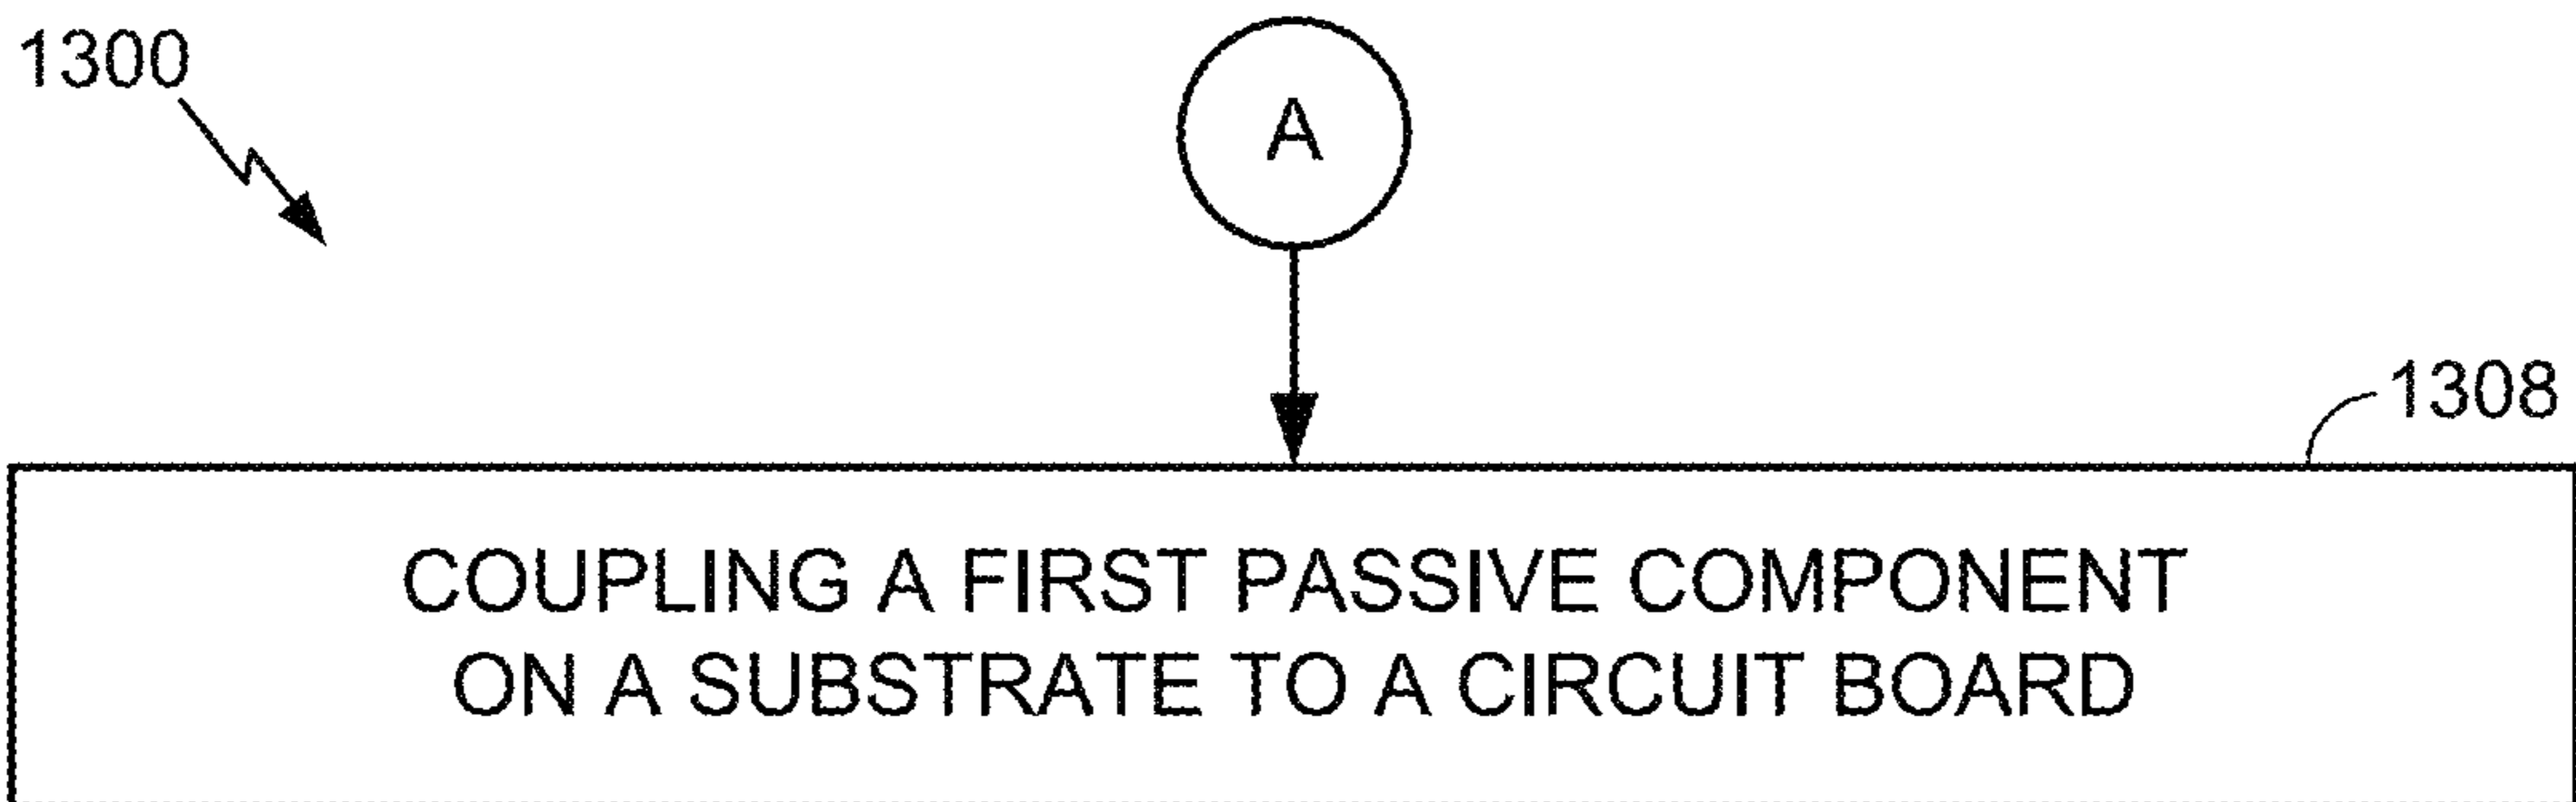 1300
A
1308
COUPLING A FIRST PASSIVE COMPONENT
ON A SUBSTRATE TO A CIRCUIT BOARD